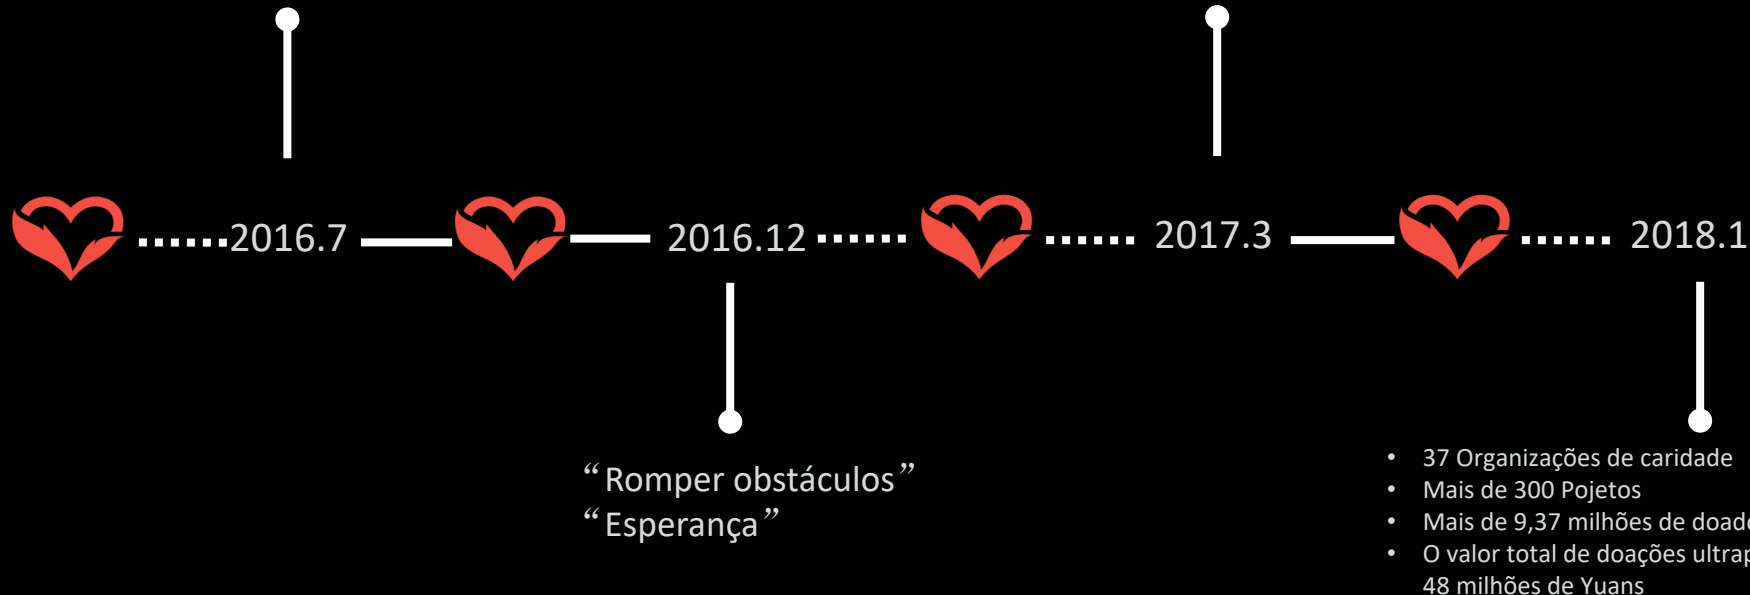 2016.7
2016.12
2017.3
2018.1
“Romper obstáculos”
“Esperança”
• 37 Organizações de caridade
• Mais de 300 Pojetos
• Mais de 9,37 milhões de
• O valor total de doações
48 milhões de Yuans